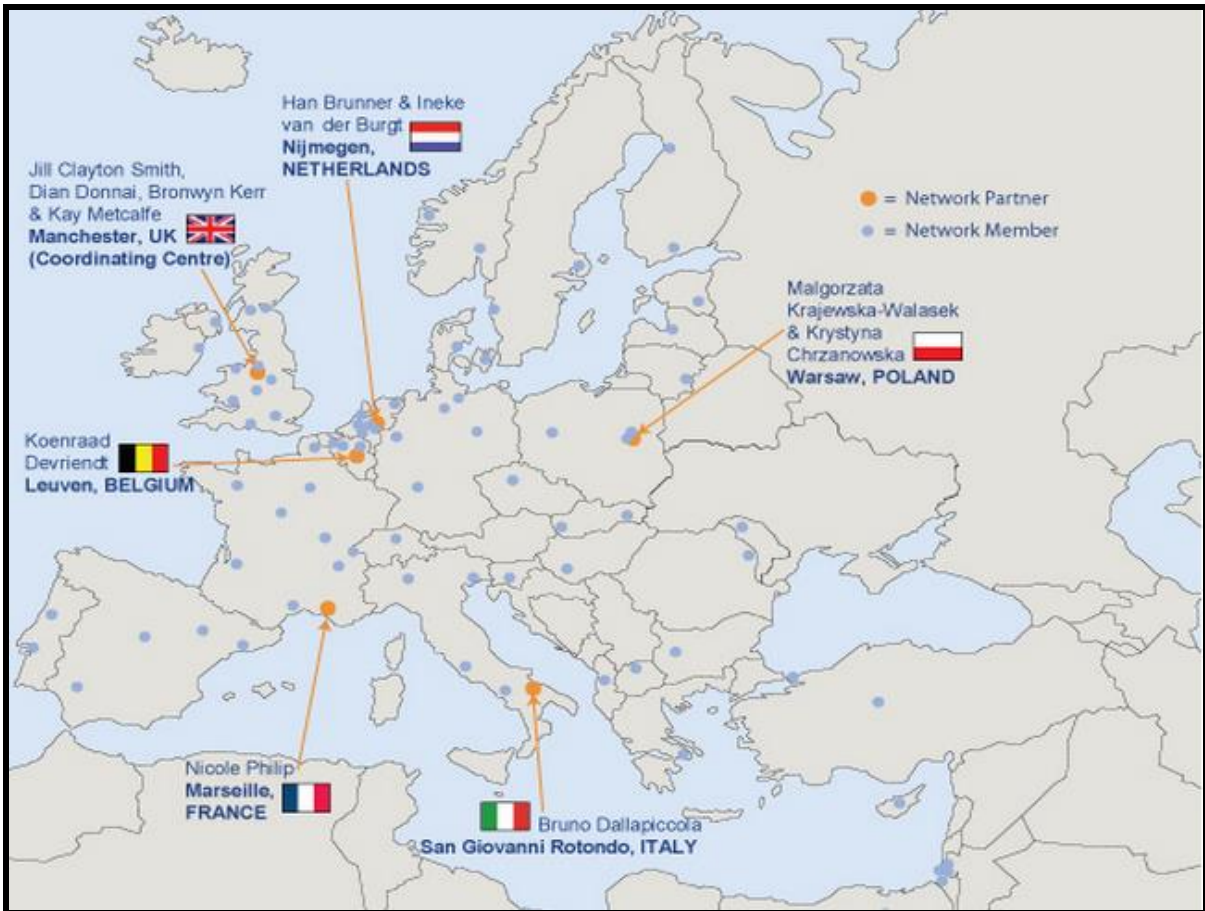 Han Brunner & Ineke
van der Burgt
Nijmegen,
NETHERLANDS
Jill Clayton Smith,
Dian Donnai, Bronwyn Kerr
& Kay Metcalfe
Manchester, UK
(Coordinating Centre)
= Network Partner
= Network Member
Malgorzata
Krajewska-Walasek
& Krystyna
Chrzanowska
Warsaw, POLAND
Koenraad
Devriendt
Leuven, BELGIUM
Nicole Philip
Marseille,
FRANCE
Bruno Dallapiccola
San Giovanni Rotondo, ITALY